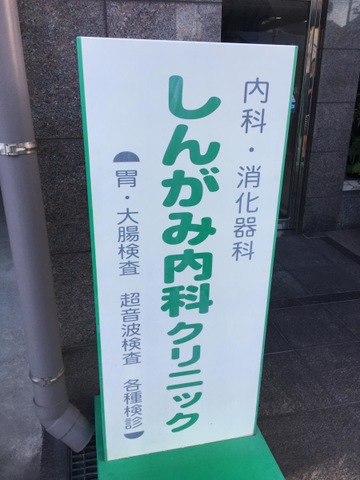 内科・消化器科
しんがみ内科クリニック
胃・大腸検査 超音波検査 各種検診